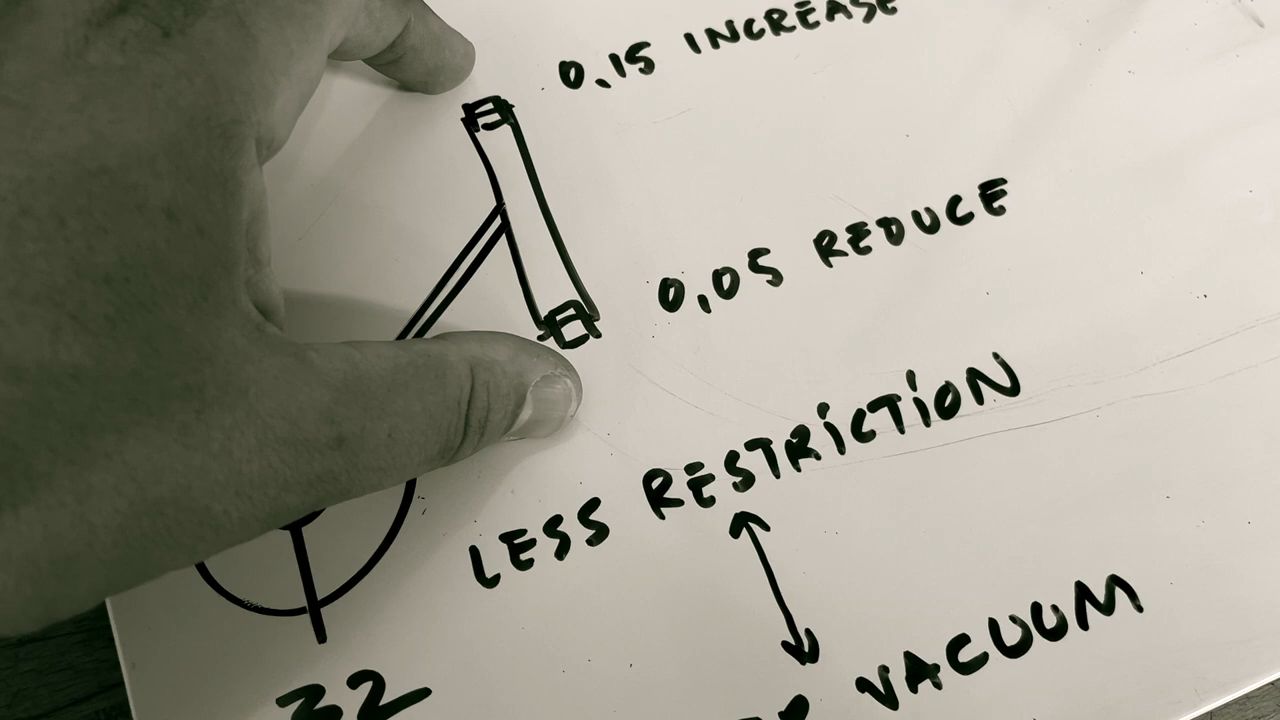 0,15 INCREASE
0,05 REDUCE
LESS RESTRICTION
VACUUM
32